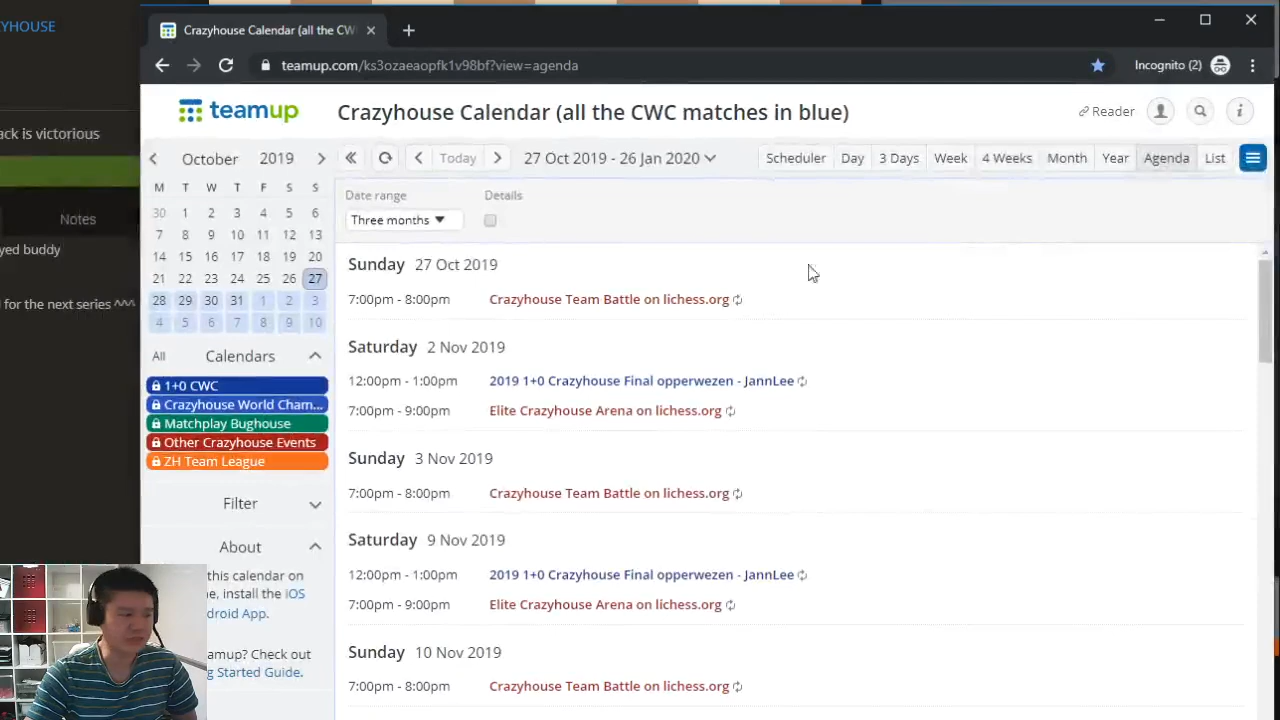 YHOUSE
ack is victorious
Notes
yed buddy
for the next series ^^^
Crazyhouse Calendar (all the CW
teamup.com/ks3ozaeaopfk1v98bf?view=agenda
Incognito (2)
teamup
Crazyhouse Calendar (all the CWC matches in blue)
Reader
October 2019
Today
27 Oct 2019 - 26 Jan 2020
Scheduler Day 3 Days Week 4 Weeks Month Year Agenda List
M T W T F S S
30 1 2 3 4 5 6
7 8 9 10 11 12 13
14 15 16 17 18 19 20
21 22 23 24 25 26 27
28 29 30 31 1 2 3
4 5 6 7 8 9 10
All Calendars
1+0 CWC
Crazyhouse World Cham...
Matchplay Bughouse
Other Crazyhouse Events
ZH Team League
Filter
About
this calendar on
ne, install the iOS
droid App.
eamup? Check out
g Started Guide.
Date range Details
Three months
Sunday 27 Oct 2019
7:00pm - 8:00pm Crazyhouse Team Battle on lichess.org
Saturday 2 Nov 2019
12:00pm - 1:00pm 2019 1+0 Crazyhouse Final opperwezen - JannLee
7:00pm - 9:00pm Elite Crazyhouse Arena on lichess.org
Sunday 3 Nov 2019
7:00pm - 8:00pm Crazyhouse Team Battle on lichess.org
Saturday 9 Nov 2019
12:00pm - 1:00pm 2019 1+0 Crazyhouse Final opperwezen - JannLee
7:00pm - 9:00pm Elite Crazyhouse Arena on lichess.org
Sunday 10 Nov 2019
7:00pm - 8:00pm Crazyhouse Team Battle on lichess.org